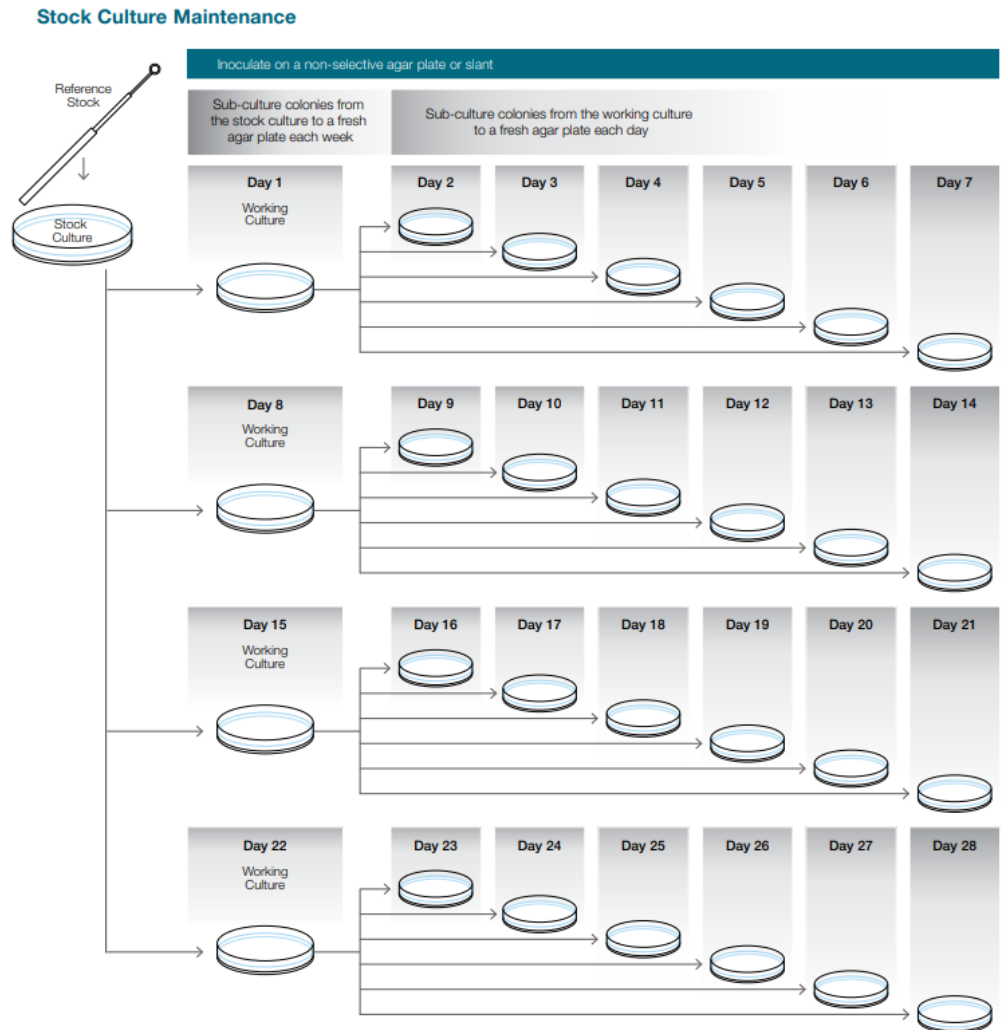 Stock Culture Maintenance
Inoculate on a non-selective agar plate or slant
Reference
Stock
Sub-culture colonies from
the stock culture to a fresh
agar plate each week
Sub-culture colonies from the working culture
to a fresh agar plate each day
Stock
Culture
Day 1
Working
Culture
Day 2
Day 3
Day 4
Day 5
Day 6
Day 7
Day 8
Working
Culture
Day 9
Day 10
Day 11
Day 12
Day 13
Day 14
Day 15
Working
Culture
Day 16
Day 17
Day 18
Day 19
Day 20
Day 21
Day 22
Working
Culture
Day 23
Day 24
Day 25
Day 26
Day 27
Day 28